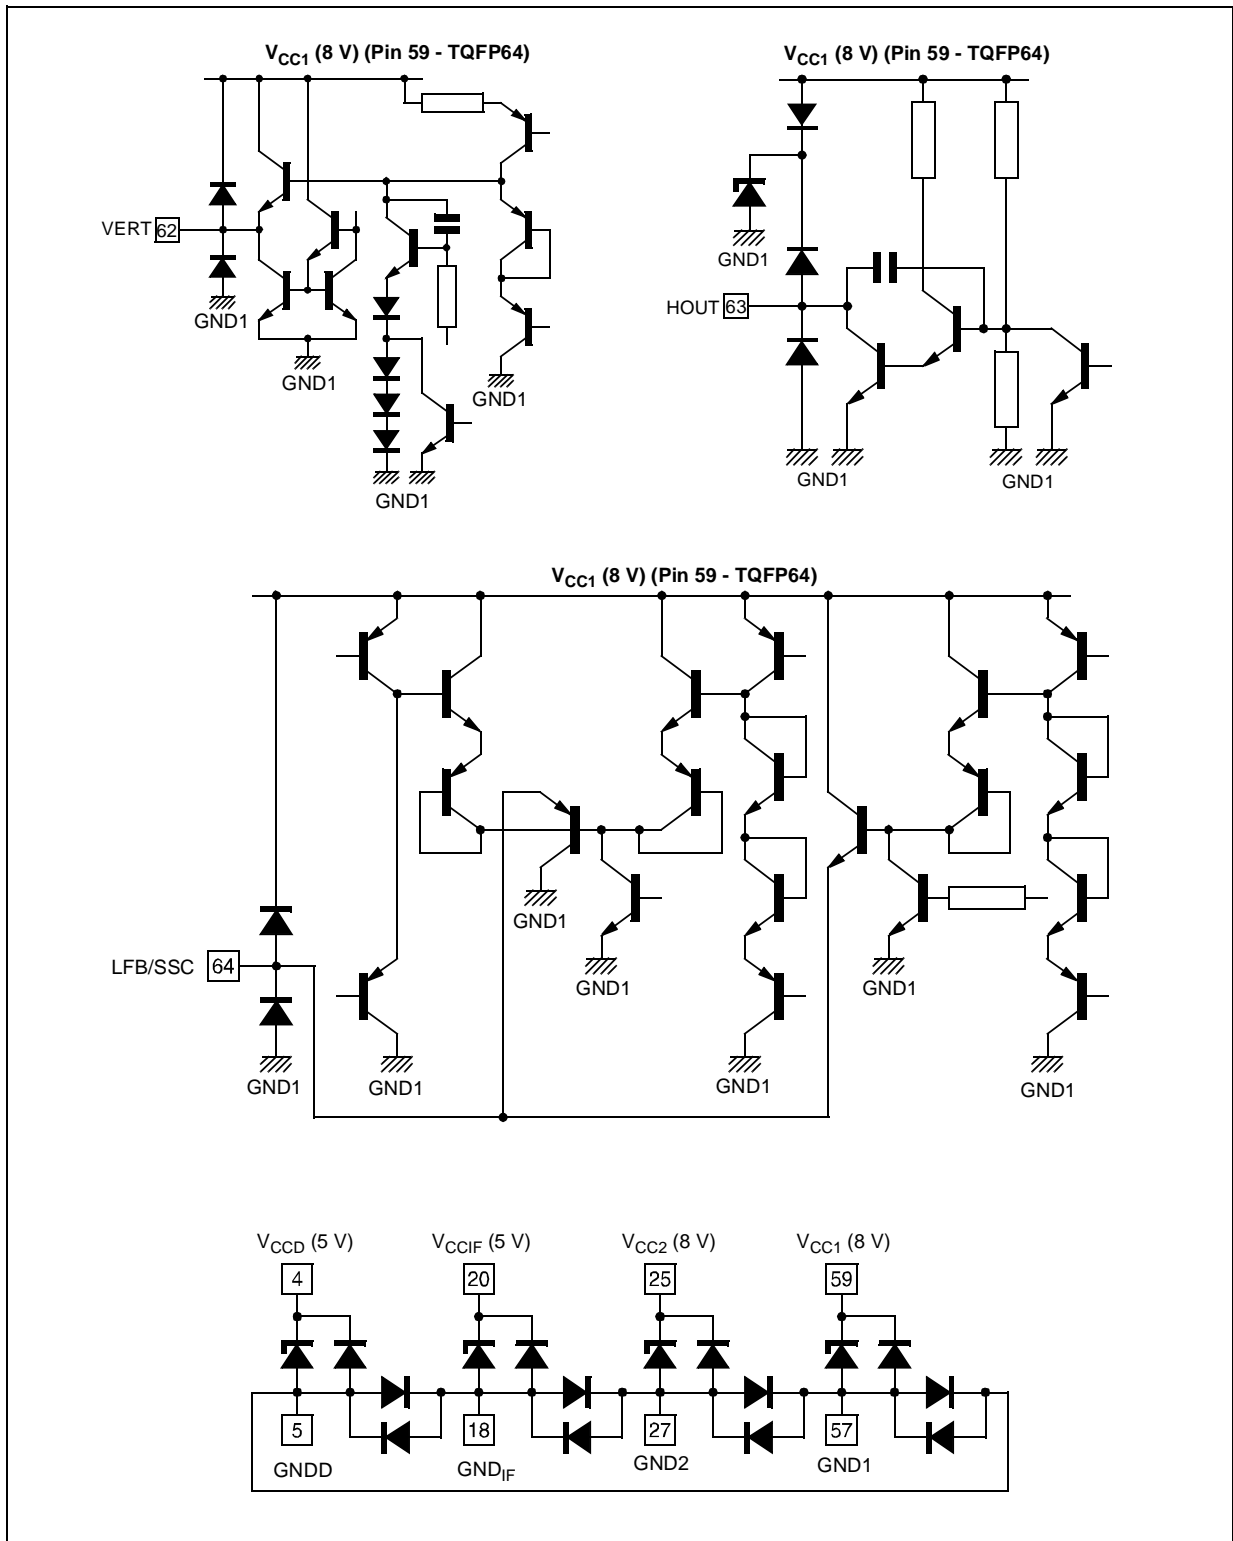 VCC1 (8 V) (Pin 59 - TQFP64)
VCC1 (8 V) (Pin 59 - TQFP64)
VERT 62
GND1
GND1
GND1
GND1
GND1
HOUT 63
GND1
GND1
VCC1 (8 V) (Pin 59 - TQFP64)
GND1
LFB/SSC 64
GND1
GND1
GND1
GND1
GND1
GND1
VCCD (5 V)
VCCIF (5 V)
VCC2 (8 V)
VCC1 (8 V)
4
20
25
59
5
18
27
57
GNDD
GNDIF
GND2
GND1